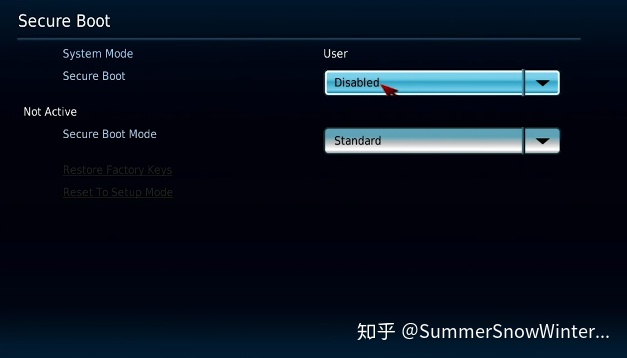 Secure Boot
System Mode User
Secure Boot Disabled
Not Active
Secure Boot Mode Standard
Restore Factory Keys
Reset To Setup Mode
知乎 @SummerSnowWinter...